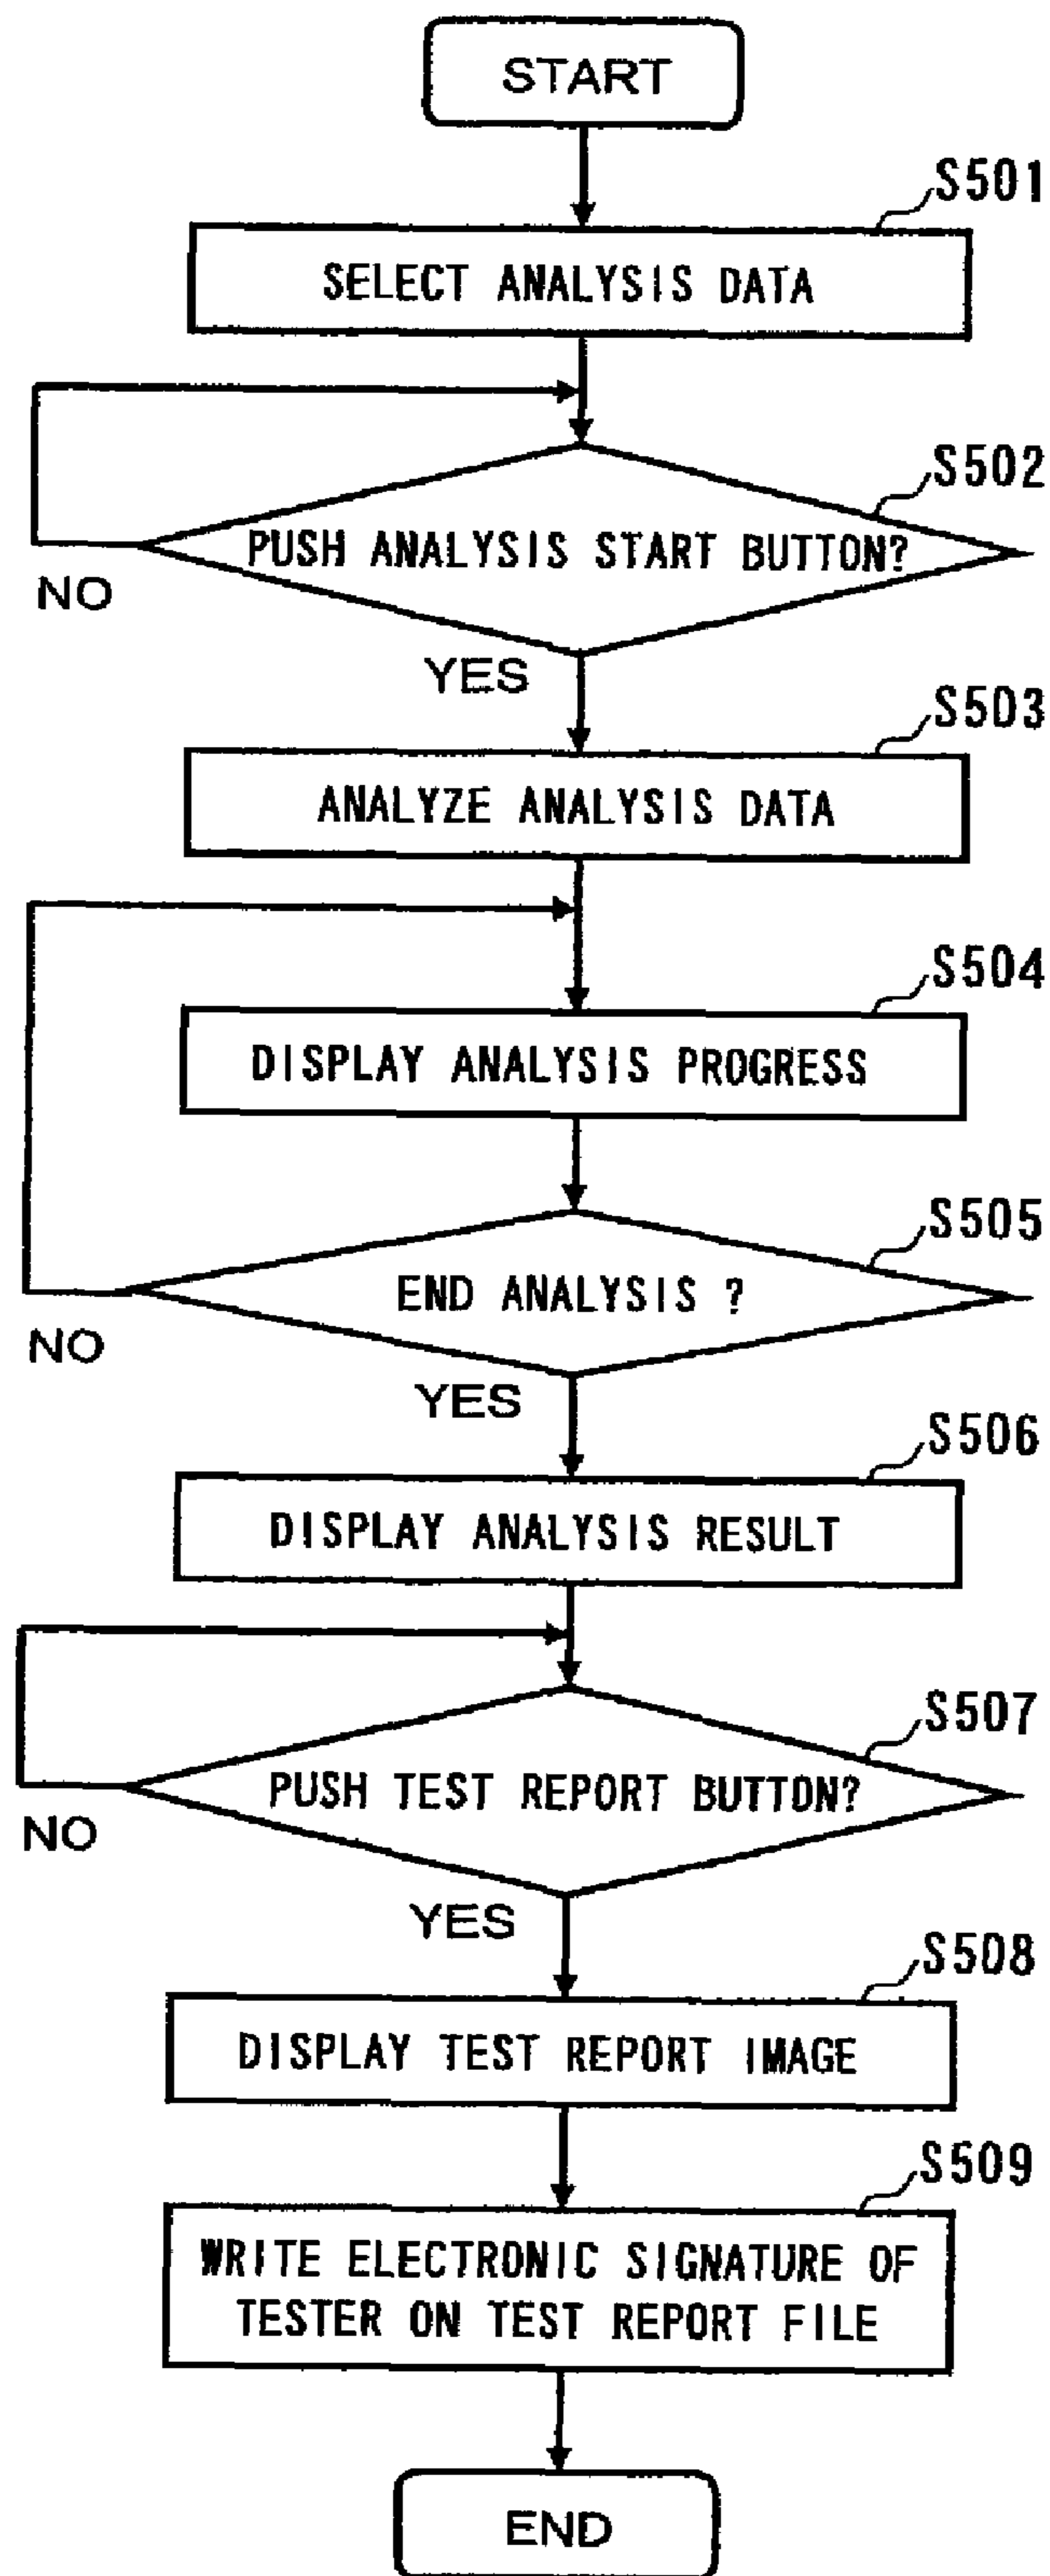 START
S501
SELECT ANALYSIS DATA
S502
PUSH ANALYSIS START BUTTON?
NO
YES
S503
ANALYZE ANALYSIS DATA
S504
DISPLAY ANALYSIS PROGRESS
S505
END ANALYSIS ?
NO
YES
S506
DISPLAY ANALYSIS RESULT
S507
PUSH TEST REPORT BUTTON?
NO
YES
S508
DISPLAY TEST REPORT IMAGE
S509
WRITE ELECTRONIC SIGNATURE OF
TESTER ON TEST REPORT FILE
END